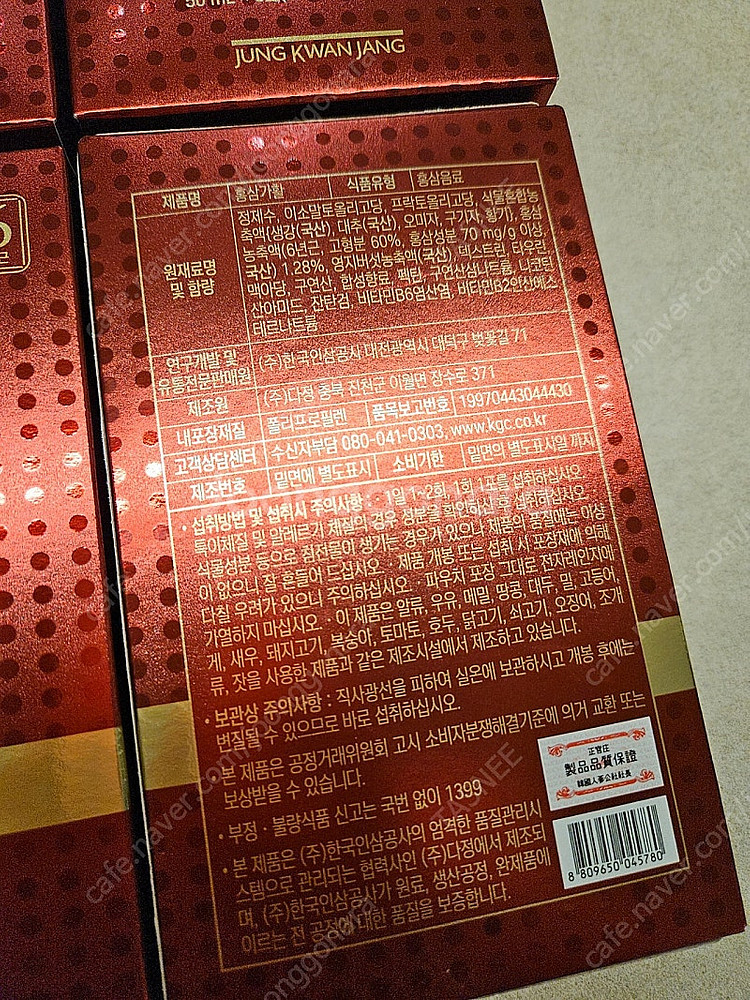 JUNG KWAN JANG
제품명 홍삼가황 식품유형 홍삼음료
원재료명 및 함량
정제수, 이소말토올리고당, 프락토올리고당, 식물혼합농
축액(생강(국산), 대추(국산), 오미자, 구기자, 황기), 홍삼
농축액(6년근, 고형분 60%, 홍삼성분 70 mg/g 이상,
국산) 1.28%, 영지버섯농축액(국산), 덱스트린, 타우린,
맥아당, 구연산, 합성향료, 펙틴, 구연산삼나트륨, 니코틴
산아미드, 잔탄검, 비타민B6염산염, 비타민B2인산에스
테르나트륨
연구개발 및 유통전문판매원 (주)한국인삼공사 대전광역시 대덕구 벚꽃길 71
제조원 (주)다정 충북 진천군 이월면 장수로 371
내포장재질 폴리프로필렌 품목보고번호 19970443044430
고객상담센터 수신자부담 080-041-0303, www.kgc.co.kr
제조번호 밑면에 별도표시 소비기한 밑면의 별도표시일 까지
• 섭취방법 및 섭취시 주의사항 : 1일 1~2회, 1회 1포를 섭취하십시오.
특이체질 및 알레르기 체질의 경우 성분을 확인하신 후 섭취하십시오.
식물성분 등으로 침전물이 생기는 경우가 있으나 제품의 품질에는 이상
이 없으니 잘 흔들어 드십시오. · 제품 개봉 또는 섭취 시 포장재에 의해
다칠 우려가 있으니 주의하십시오. · 파우치 포장 그대로 전자레인지에
가열하지 마십시오. · 이 제품은 알류, 우유, 메밀, 땅콩, 대두, 밀, 고등어,
게, 새우, 돼지고기, 복숭아, 토마토, 호두, 닭고기, 쇠고기, 오징어, 조개
류, 잣을 사용한 제품과 같은 제조시설에서 제조하고 있습니다.
• 보관상 주의사항 : 직사광선을 피하여 실온에 보관하시고 개봉 후에는
변질될 수 있으므로 바로 섭취하십시오.
• 본 제품은 공정거래위원회 고시 소비자분쟁해결기준에 의거 교환 또는
보상받을 수 있습니다.
• 부정 · 불량식품 신고는 국번 없이 1399
• 본 제품은 (주)한국인삼공사의 엄격한 품질관리시
스템으로 관리되는 협력사인 (주)다정에서 제조되
며, (주)한국인삼공사가 원료, 생산공정, 완제품에
이르는 전 공정에 대한 품질을 보증합니다.
正官庄
製品品質保證
韓國人蔘公社社長
8 809650 045780